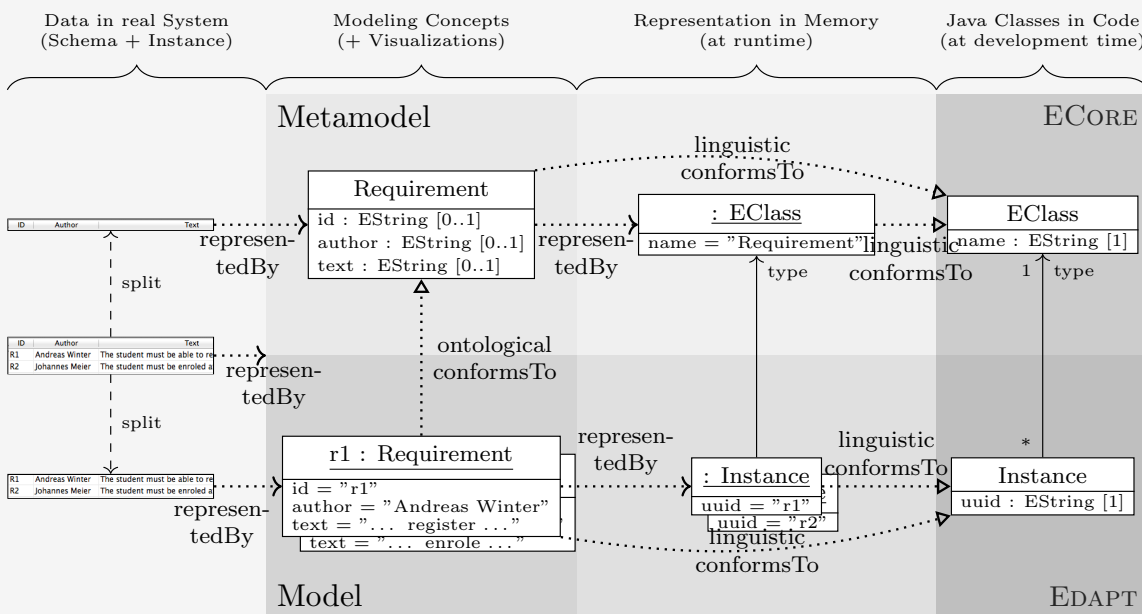 Data in real System
(Schema + Instance)
Modeling Concepts
(+ Visualizations)
Representation in Memory
(at runtime)
Java Classes in Code
(at development time)
Metamodel
ECORE
linguistic
conformsTo
Requirement
id : EString [0..1]
author : EString [0..1]
text : EString [0..1]
: EClass
name = "Requirement"
EClass
name : EString [1]
ID Author Text
represen-
tedBy
represen-
tedBy
linguistic
conformsTo
split
type
1 type
ID Author Text
R1 Andreas Winter The student must be able to re
R2 Johannes Meier The student must be enroled a
represen-
tedBy
ontological
conformsTo
split
R1 Andreas Winter The student must be able to re
R2 Johannes Meier The student must be enroled a
represen-
tedBy
r1 : Requirement
id = "r1"
author = "Andreas Winter"
text = "... register ..."
text = "... enrole ..."
represen-
tedBy
: Instance
uuid = "r1"
uuid = "r2"
linguistic
conformsTo
*
Instance
uuid : EString [1]
linguistic
conformsTo
Model
EDAPT